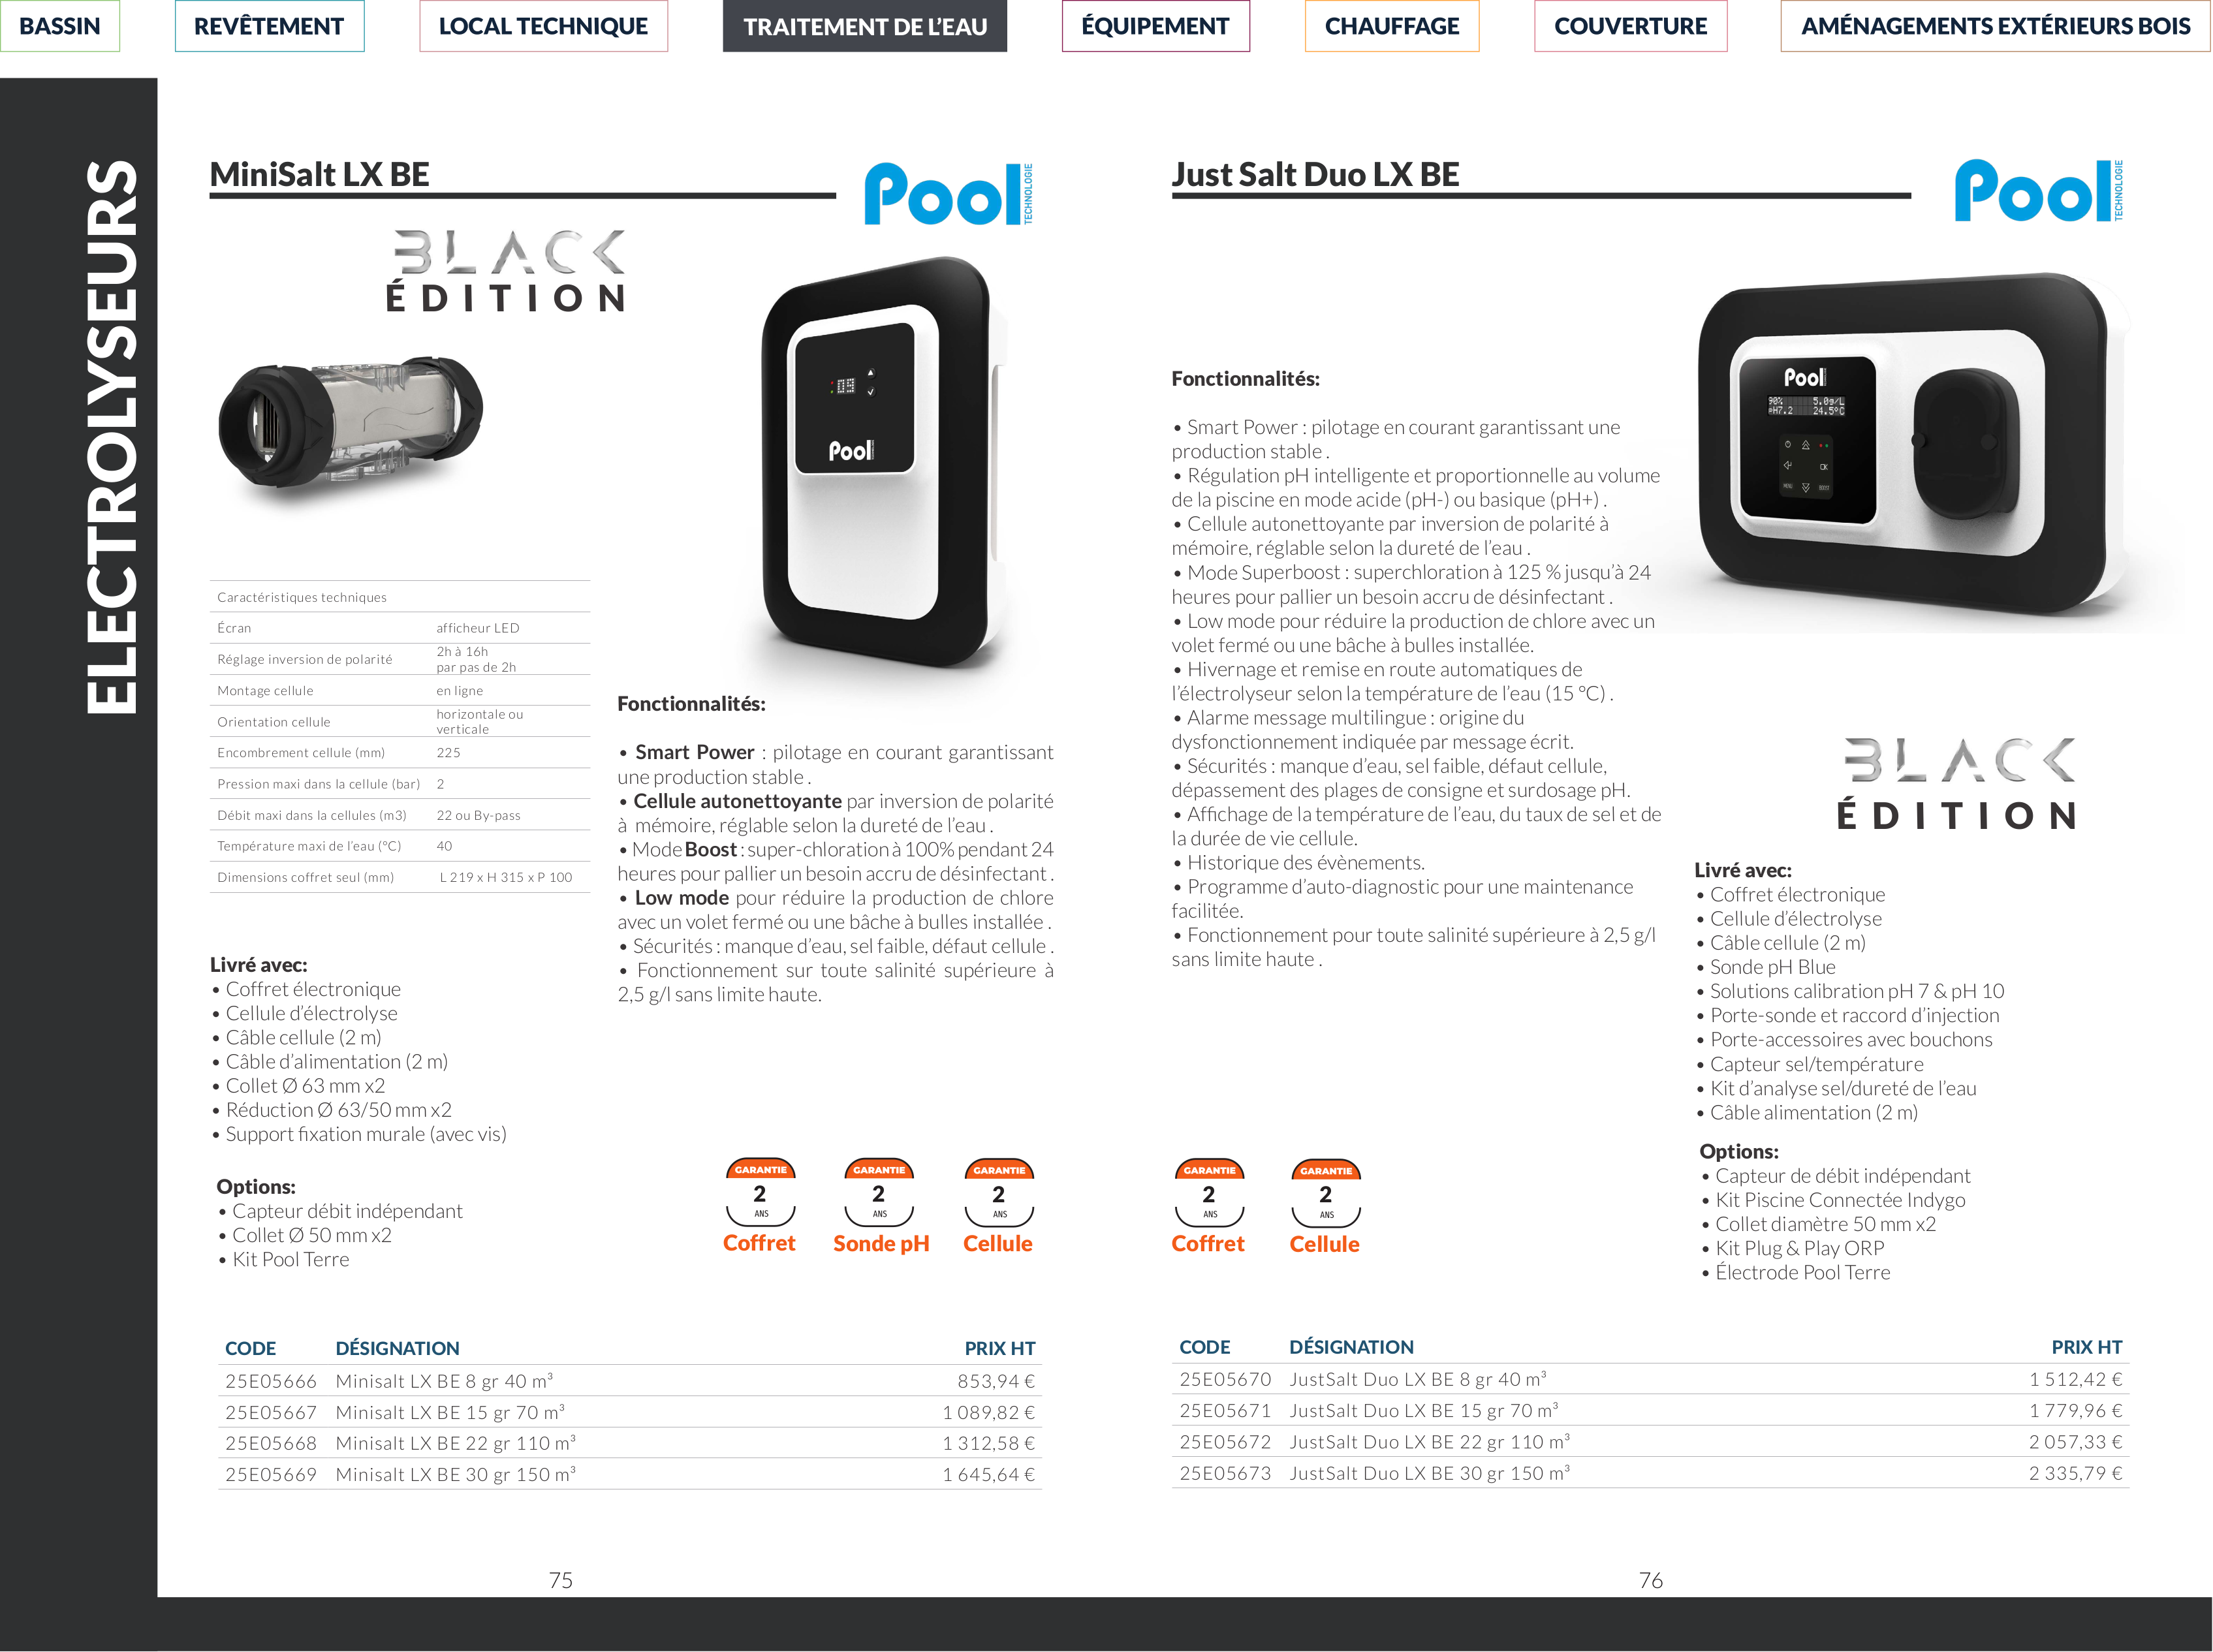 BASSIN
REVÊTEMENT
LOCAL TECHNIQUE
TRAITEMENT DE L'EAU
ÉQUIPEMENT
CHAUFFAGE
COUVERTURE
AMÉNAGEMENTS EXTÉRIEURS BOIS
ELECTROLYSEURS
MiniSalt LX BE
Pool TECHNOLOGIE
BLACK
ÉDITION
Pool
Caractéristiques techniques
Écran afficheur LED
Réglage inversion de polarité 2h à 16h
par pas de 2h
Montage cellule en ligne
Orientation cellule horizontale ou
verticale
Encombrement cellule (mm) 225
Pression maxi dans la cellule (bar) 2
Débit maxi dans la cellules (m3) 22 ou By-pass
Température maxi de l'eau (°C) 40
Dimensions coffret seul (mm) L 219 x H 315 x P 100
Livré avec:
• Coffret électronique
• Cellule d'électrolyse
• Câble cellule (2 m)
• Câble d'alimentation (2 m)
• Collet Ø 63 mm x2
• Réduction Ø 63/50 mm x2
• Support fixation murale (avec vis)
Options:
• Capteur débit indépendant
• Collet Ø 50 mm x2
• Kit Pool Terre
Fonctionnalités:
• Smart Power : pilotage en courant garantissant
une production stable .
• Cellule autonettoyante par inversion de polarité
à mémoire, réglable selon la dureté de l'eau .
• Mode Boost : super-chloration à 100% pendant 24
heures pour pallier un besoin accru de désinfectant .
• Low mode pour réduire la production de chlore
avec un volet fermé ou une bâche à bulles installée .
• Sécurités : manque d'eau, sel faible, défaut cellule .
• Fonctionnement sur toute salinité supérieure à
2,5 g/l sans limite haute.
GARANTIE 2 ANS Coffret
GARANTIE 2 ANS Sonde pH
GARANTIE 2 ANS Cellule
CODE DÉSIGNATION PRIX HT
25E05666 Minisalt LX BE 8 gr 40 m³ 853,94 €
25E05667 Minisalt LX BE 15 gr 70 m³ 1 089,82 €
25E05668 Minisalt LX BE 22 gr 110 m³ 1 312,58 €
25E05669 Minisalt LX BE 30 gr 150 m³ 1 645,64 €
75
Just Salt Duo LX BE
Pool TECHNOLOGIE
Pool
90% 5.0g/L
pH7.2 24.5°C
OK
MENU BOOST
Fonctionnalités:
• Smart Power : pilotage en courant garantissant une
production stable .
• Régulation pH intelligente et proportionnelle au volume
de la piscine en mode acide (pH-) ou basique (pH+) .
• Cellule autonettoyante par inversion de polarité à
mémoire, réglable selon la dureté de l'eau .
• Mode Superboost : superchloration à 125 % jusqu'à 24
heures pour pallier un besoin accru de désinfectant .
• Low mode pour réduire la production de chlore avec un
volet fermé ou une bâche à bulles installée.
• Hivernage et remise en route automatiques de
l'électrolyseur selon la température de l'eau (15 °C) .
• Alarme message multilingue : origine du
dysfonctionnement indiquée par message écrit.
• Sécurités : manque d'eau, sel faible, défaut cellule,
dépassement des plages de consigne et surdosage pH.
• Affichage de la température de l'eau, du taux de sel et de
la durée de vie cellule.
• Historique des évènements.
• Programme d'auto-diagnostic pour une maintenance
facilitée.
• Fonctionnement pour toute salinité supérieure à 2,5 g/l
sans limite haute .
BLACK
ÉDITION
Livré avec:
• Coffret électronique
• Cellule d'électrolyse
• Câble cellule (2 m)
• Sonde pH Blue
• Solutions calibration pH 7 & pH 10
• Porte-sonde et raccord d'injection
• Porte-accessoires avec bouchons
• Capteur sel/température
• Kit d'analyse sel/dureté de l'eau
• Câble alimentation (2 m)
Options:
• Capteur de débit indépendant
• Kit Piscine Connectée Indygo
• Collet diamètre 50 mm x2
• Kit Plug & Play ORP
• Électrode Pool Terre
GARANTIE 2 ANS Coffret
GARANTIE 2 ANS Cellule
CODE DÉSIGNATION PRIX HT
25E05670 JustSalt Duo LX BE 8 gr 40 m³ 1 512,42 €
25E05671 JustSalt Duo LX BE 15 gr 70 m³ 1 779,96 €
25E05672 JustSalt Duo LX BE 22 gr 110 m³ 2 057,33 €
25E05673 JustSalt Duo LX BE 30 gr 150 m³ 2 335,79 €
76